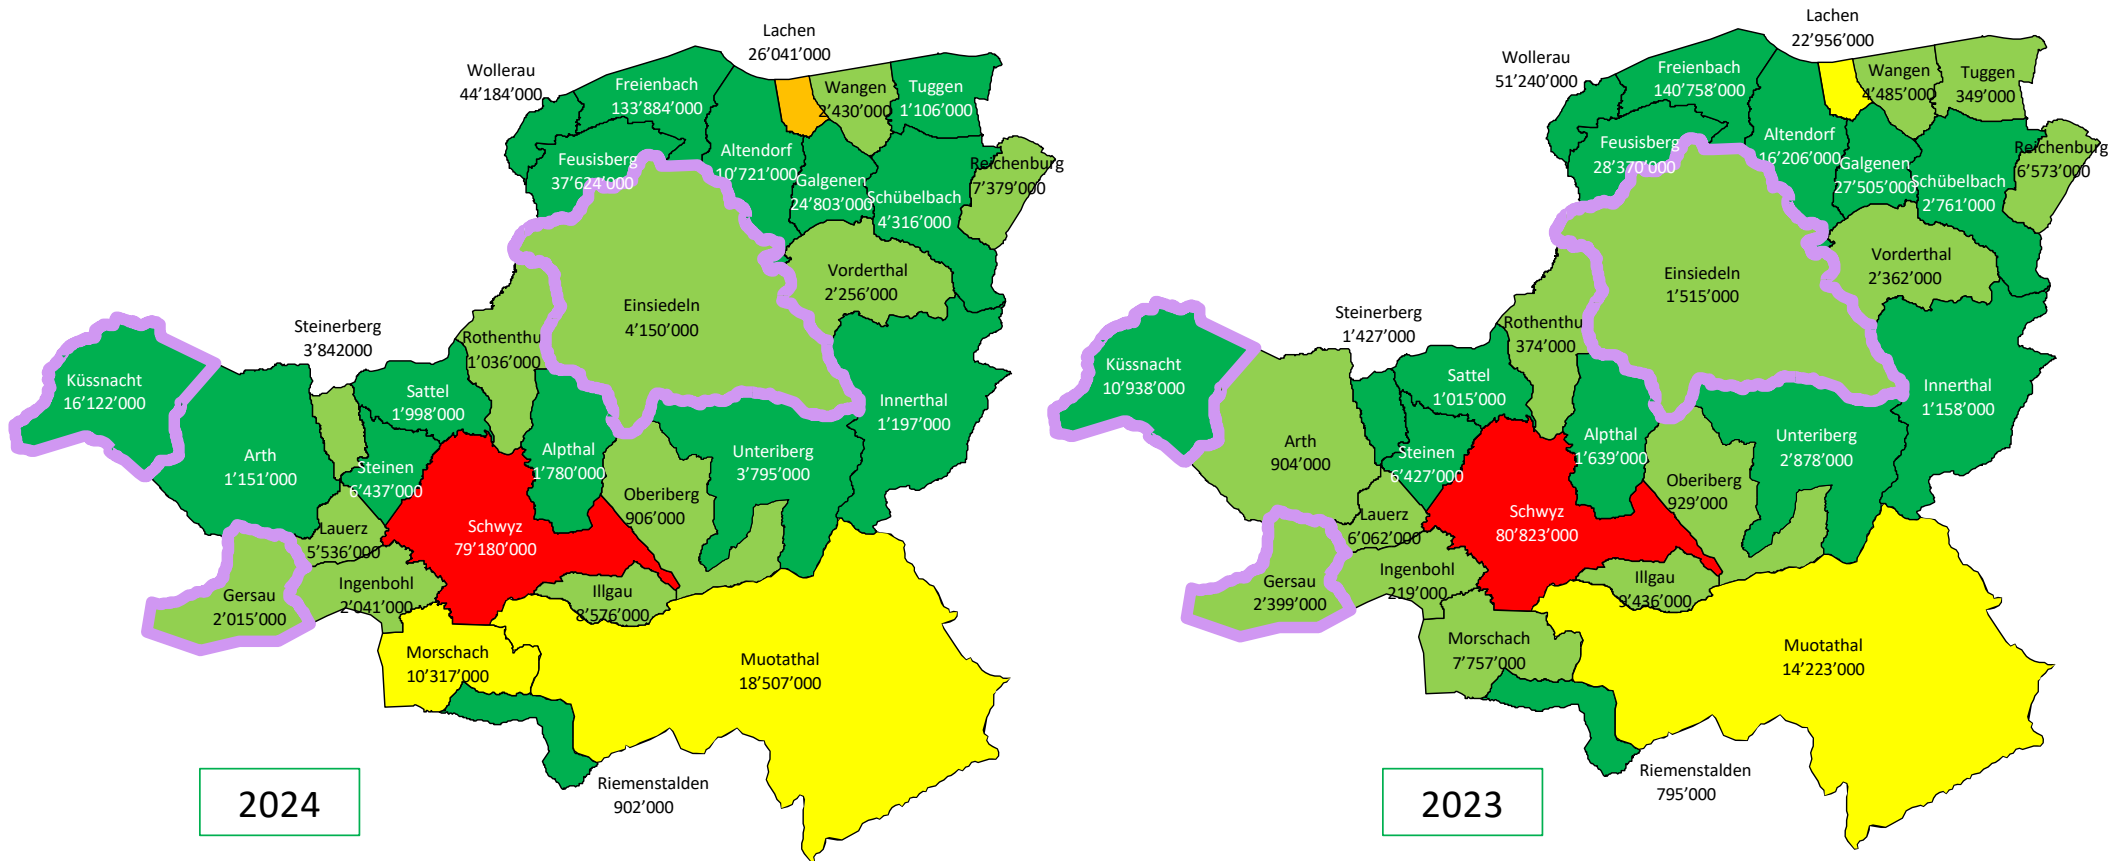 Lachen
26’041’000
Wollerau
44’184’000
Freienbach
133’884’000
Wangen
2’430’000
Tuggen
1’106’000
Feusisberg
37’624’000
Altendorf
10’721’000
Galgenen
24’803’000
Schübelbach
4’316’000
Reichenburg
7’379’000
Vorderthal
2’256’000
Einsiedeln
4’150’000
Steinerberg
3’842000
Rothenthu
1’036’000
Küssnacht
16’122’000
Sattel
1’998’000
Innerthal
1’197’000
Arth
1’151’000
Steinen
6’437’000
Alpthal
1’780’000
Unteriberg
3’795’000
Oberiberg
906’000
Schwyz
79’180’000
Lauerz
5’536’000
Ingenbohl
2’041’000
Illgau
8’576’000
Gersau
2’015’000
Morschach
10’317’000
Muotathal
18’507’000
Riemenstalden
902’000
2024
Lachen
22’956’000
Wollerau
51’240’000
Freienbach
140’758’000
Wangen
4’485’000
Tuggen
349’000
Feusisberg
28’370’000
Altendorf
16’206’000
Galgenen
27’505’000
Schübelbach
2’761’000
Reichenburg
6’573’000
Vorderthal
2’362’000
Einsiedeln
1’515’000
Steinerberg
1’427’000
Rothenthu
374’000
Küssnacht
10’938’000
Sattel
1’015’000
Innerthal
1’158’000
Arth
904’000
Steinen
6’427’000
Alpthal
1’639’000
Unteriberg
2’878’000
Oberiberg
929’000
Schwyz
80’823’000
Lauerz
6’062’000
Ingenbohl
219’000
Illgau
9’436’000
Gersau
2’399’000
Morschach
7’757’000
Muotathal
14’223’000
Riemenstalden
795’000
2023